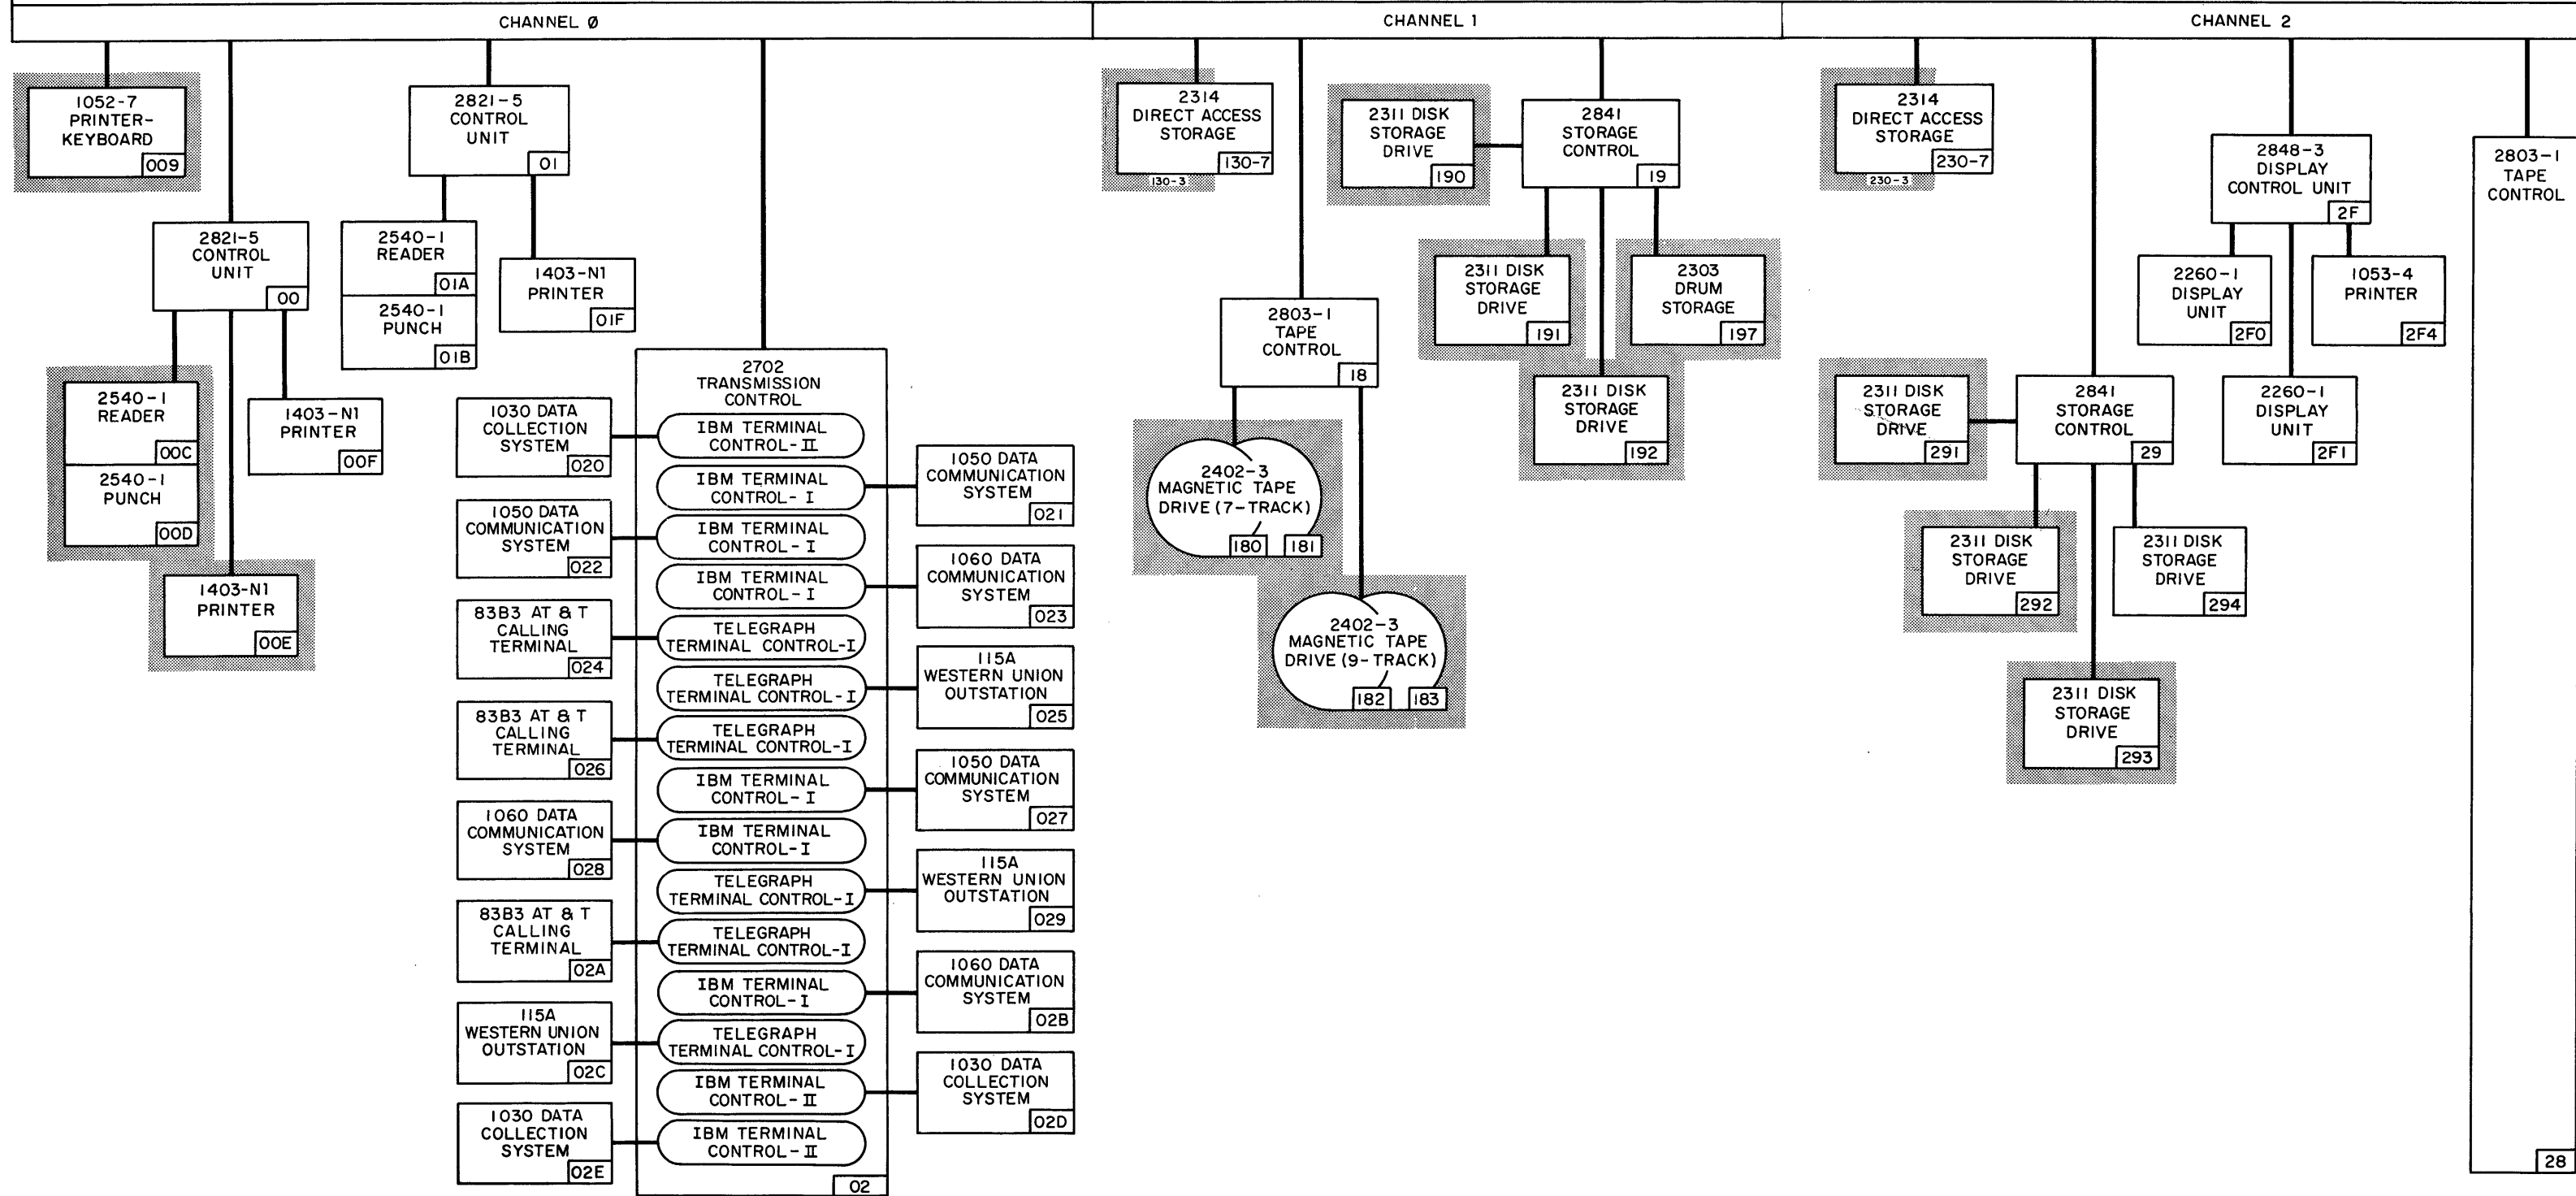 CHANNEL Ø
CHANNEL 1
CHANNEL 2
1052-7
PRINTER-
KEYBOARD
009
2821-5
CONTROL
UNIT
00
2540-1
READER
00C
2540-1
PUNCH
00D
1403-N1
PRINTER
00E
1403-N1
PRINTER
00F
2821-5
CONTROL
UNIT
01
2540-1
READER
01A
2540-1
PUNCH
01B
1403-N1
PRINTER
01F
2702
TRANSMISSION
CONTROL
1030 DATA
COLLECTION
SYSTEM
020
IBM TERMINAL
CONTROL-II
IBM TERMINAL
CONTROL-I
1050 DATA
COMMUNICATION
SYSTEM
021
1050 DATA
COMMUNICATION
SYSTEM
022
IBM TERMINAL
CONTROL-I
IBM TERMINAL
CONTROL-I
1060 DATA
COMMUNICATION
SYSTEM
023
83B3 AT & T
CALLING
TERMINAL
024
TELEGRAPH
TERMINAL CONTROL-I
TELEGRAPH
TERMINAL CONTROL-I
115A
WESTERN UNION
OUTSTATION
025
83B3 AT & T
CALLING
TERMINAL
026
TELEGRAPH
TERMINAL CONTROL-I
IBM TERMINAL
CONTROL-I
1050 DATA
COMMUNICATION
SYSTEM
027
1060 DATA
COMMUNICATION
SYSTEM
028
IBM TERMINAL
CONTROL-I
TELEGRAPH
TERMINAL CONTROL-I
115A
WESTERN UNION
OUTSTATION
029
83B3 AT & T
CALLING
TERMINAL
02A
TELEGRAPH
TERMINAL CONTROL-I
IBM TERMINAL
CONTROL-I
1060 DATA
COMMUNICATION
SYSTEM
02B
115A
WESTERN UNION
OUTSTATION
02C
TELEGRAPH
TERMINAL CONTROL-I
IBM TERMINAL
CONTROL-II
1030 DATA
COLLECTION
SYSTEM
02D
1030 DATA
COLLECTION
SYSTEM
02E
IBM TERMINAL
CONTROL-II
02
2314
DIRECT ACCESS
STORAGE
130-7
130-3
2803-1
TAPE
CONTROL
18
2402-3
MAGNETIC TAPE
DRIVE (7-TRACK)
180 181
2402-3
MAGNETIC TAPE
DRIVE (9-TRACK)
182 183
2311 DISK
STORAGE
DRIVE
190
2841
STORAGE
CONTROL
19
2311 DISK
STORAGE
DRIVE
191
2303
DRUM
STORAGE
197
2311 DISK
STORAGE
DRIVE
192
2314
DIRECT ACCESS
STORAGE
230-7
230-3
2311 DISK
STORAGE
DRIVE
291
2841
STORAGE
CONTROL
29
2311 DISK
STORAGE
DRIVE
292
2311 DISK
STORAGE
DRIVE
294
2311 DISK
STORAGE
DRIVE
293
2848-3
DISPLAY
CONTROL UNIT
2F
2260-1
DISPLAY
UNIT
2F0
1053-4
PRINTER
2F4
2260-1
DISPLAY
UNIT
2F1
2803-1
TAPE
CONTROL
28